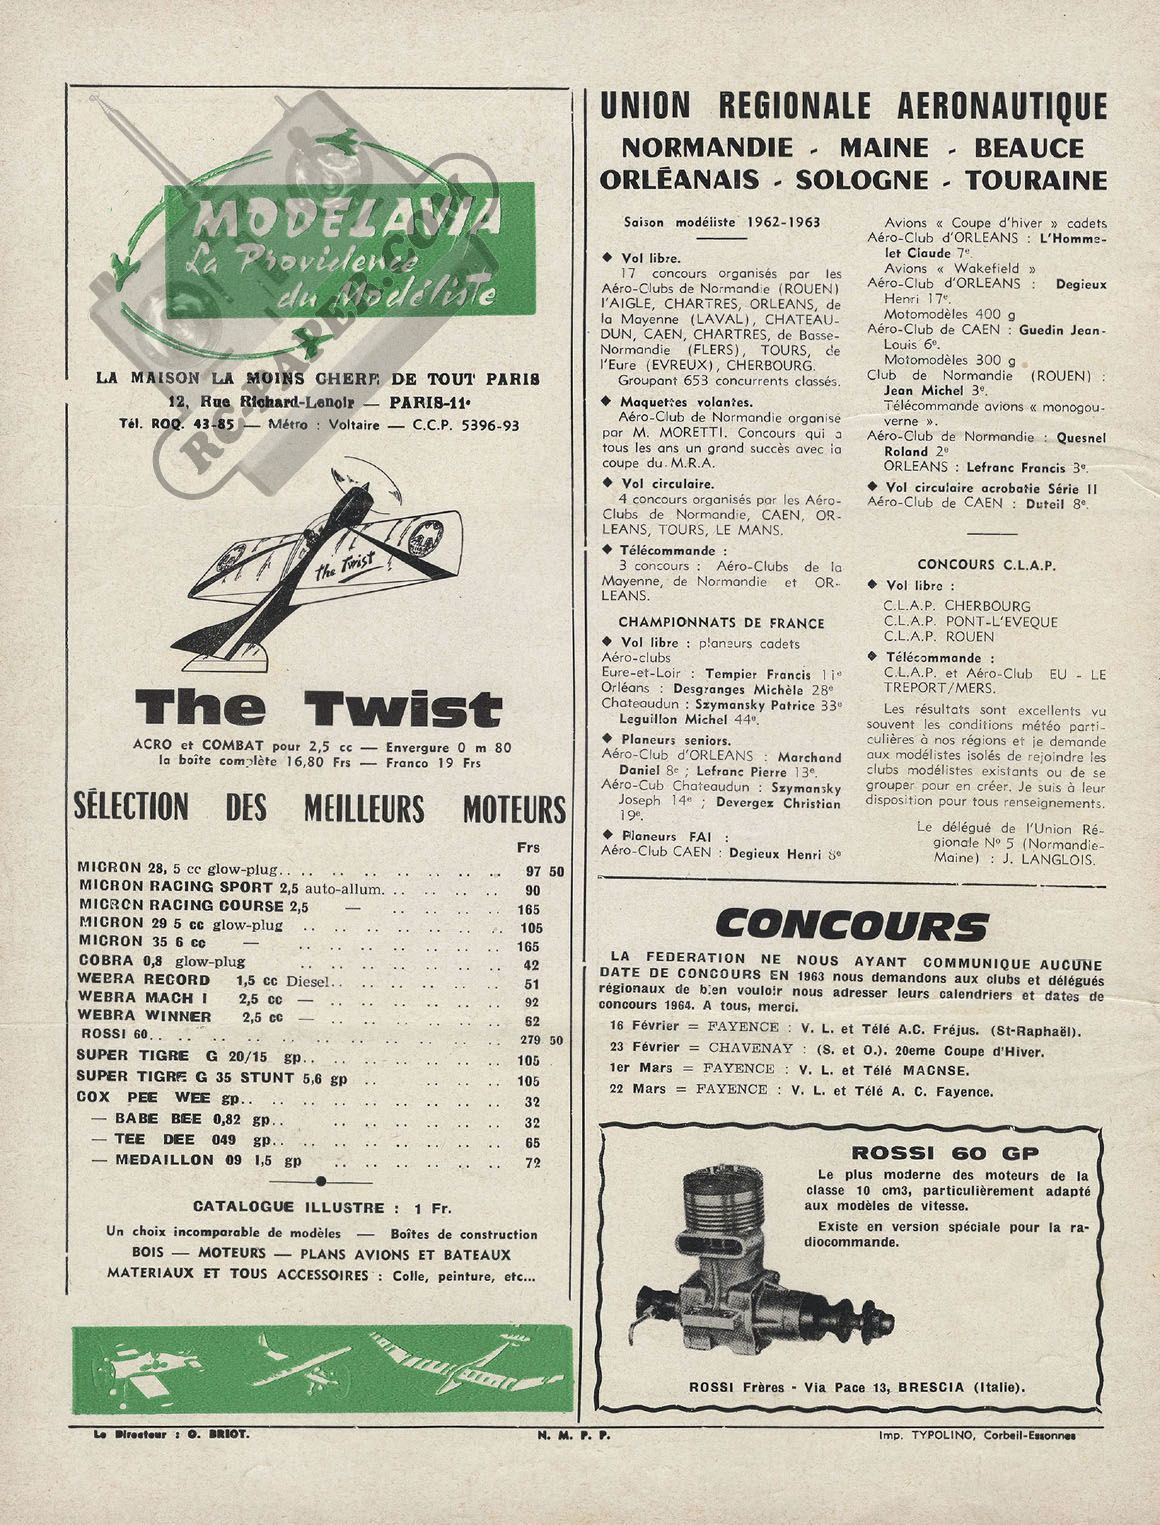 MODELAVIA
La Providence
du Modéliste
RC-PAPER.COM
LA MAISON LA MOINS CHERE DE TOUT PARIS
12, Rue Richard-Lenoir — PARIS-11e
Tél. ROQ. 43-85 — Métro : Voltaire — C.C.P. 5396-93
the Twist
The Twist
ACRO et COMBAT pour 2,5 cc — Envergure 0 m 80
la boîte complète 16,80 Frs — Franco 19 Frs
SÉLECTION DES MEILLEURS MOTEURS
Frs
MICRON 28, 5 cc glow-plug.. .. .. .. .. .. .. .. 97 50
MICRON RACING SPORT 2,5 auto-allum. .. .. .. .. 90
MICRON RACING COURSE 2,5 — .. .. .. .. 165
MICRON 29 5 cc glow-plug .. .. .. .. .. .. .. 105
MICRON 35 6 cc — .. .. .. .. .. .. .. 165
COBRA 0,8 glow-plug .. .. .. .. .. .. .. 42
WEBRA RECORD 1,5 cc Diesel.. .. .. .. .. .. 51
WEBRA MACH I 2,5 cc — .. .. .. .. .. .. 92
WEBRA WINNER 2,5 cc — .. .. .. .. .. .. 62
ROSSI 60.. .. .. .. .. .. .. .. .. .. .. .. 279 50
SUPER TIGRE G 20/15 gp.. .. .. .. .. .. .. 105
SUPER TIGRE G 35 STUNT 5,6 gp .. .. .. .. .. 105
COX PEE WEE gp.. .. .. .. .. .. .. .. .. 32
— BABE BEE 0,82 gp.. .. .. .. .. .. .. 32
— TEE DEE 049 gp.. .. .. .. .. .. .. .. 65
— MEDAILLON 09 1,5 gp .. .. .. .. .. .. 72
CATALOGUE ILLUSTRE : 1 Fr.
Un choix incomparable de modèles — Boîtes de construction
BOIS — MOTEURS — PLANS AVIONS ET BATEAUX
MATERIAUX ET TOUS ACCESSOIRES : Colle, peinture, etc...
UNION REGIONALE AERONAUTIQUE
NORMANDIE - MAINE - BEAUCE
ORLÉANAIS - SOLOGNE - TOURAINE
Saison modéliste 1962-1963
◆ Vol libre.
17 concours organisés par les
Aéro-Clubs de Normandie (ROUEN)
l'AIGLE, CHARTRES, ORLEANS, de
la Mayenne (LAVAL), CHATEAU-
DUN, CAEN, CHARTRES, de Basse-
Normandie (FLERS), TOURS, de
l'Eure (EVREUX), CHERBOURG.
Groupant 653 concurrents classés.
◆ Maquettes volantes.
Aéro-Club de Normandie organisé
par M. MORETTI. Concours qui a
tous les ans un grand succès avec la
coupe du M.R.A.
◆ Vol circulaire.
4 concours organisés par les Aéro-
Clubs de Normandie, CAEN, OR-
LEANS, TOURS, LE MANS.
◆ Télécommande :
3 concours : Aéro-Clubs de la
Mayenne, de Normandie et OR-
LEANS.
CHAMPIONNATS DE FRANCE
◆ Vol libre : planeurs cadets
Aéro-clubs
Eure-et-Loir : Tempier Francis 11e
Orléans : Desgranges Michèle 28e
Chateaudun : Szymansky Patrice 33e
Leguillon Michel 44e.
◆ Planeurs seniors.
Aéro-Club d'ORLEANS : Marchand
Daniel 8e ; Lefranc Pierre 13e.
Aéro-Cub Chateaudun : Szymansky
Joseph 14e ; Devergez Christian
19e.
◆ Planeurs FAI :
Aéro-Club CAEN : Degieux Henri 8e
Avions « Coupe d'hiver » cadets
Aéro-Club d'ORLEANS : L'Homme-
let Claude 7e.
Avions « Wakefield »
Aéro-Club d'ORLEANS : Degieux
Henri 17e.
Motomodèles 400 g
Aéro-Club de CAEN : Guedin Jean-
Louis 6e.
Motomodèles 300 g
Club de Normandie (ROUEN) :
Jean Michel 3e.
Télécommande avions « monogou-
verne ».
Aéro-Club de Normandie : Quesnel
Roland 2e
ORLEANS : Lefranc Francis 3e.
◆ Vol circulaire acrobatie Série II
Aéro-Club de CAEN : Duteil 8e.
CONCOURS C.L.A.P.
◆ Vol libre :
C.L.A.P. CHERBOURG
C.L.A.P. PONT-L'EVEQUE
C.L.A.P. ROUEN
◆ Télécommande :
C.L.A.P. et Aéro-Club EU - LE
TREPORT/MERS.
Les résultats sont excellents vu
souvent les conditions météo parti-
culières à nos régions et je demande
aux modélistes isolés de rejoindre les
clubs modélistes existants ou de se
grouper pour en créer. Je suis à leur
disposition pour tous renseignements.
Le délégué de l'Union Ré-
gionale No 5 (Normandie-
Maine) : J. LANGLOIS.
CONCOURS
LA FEDERATION NE NOUS AYANT COMMUNIQUE AUCUNE
DATE DE CONCOURS EN 1963 nous demandons aux clubs et délégués
régionaux de bien vouloir nous adresser leurs calendriers et dates de
concours 1964. A tous, merci.
16 Février = FAYENCE : V. L. et Télé A.C. Fréjus. (St-Raphaël).
23 Février = CHAVENAY : (S. et O.). 20eme Coupe d'Hiver.
1er Mars = FAYENCE : V. L. et Télé MACNSE.
22 Mars = FAYENCE : V. L. et Télé A. C. Fayence.
ROSSI 60 GP
Le plus moderne des moteurs de la
classe 10 cm3, particulièrement adapté
aux modèles de vitesse.
Existe en version spéciale pour la ra-
diocommande.
ROSSI Frères - Via Pace 13, BRESCIA (Italie).
Le Directeur : G. BRIOT.
N. M. P. P.
Imp. TYPOLINO, Corbeil-Essonnes